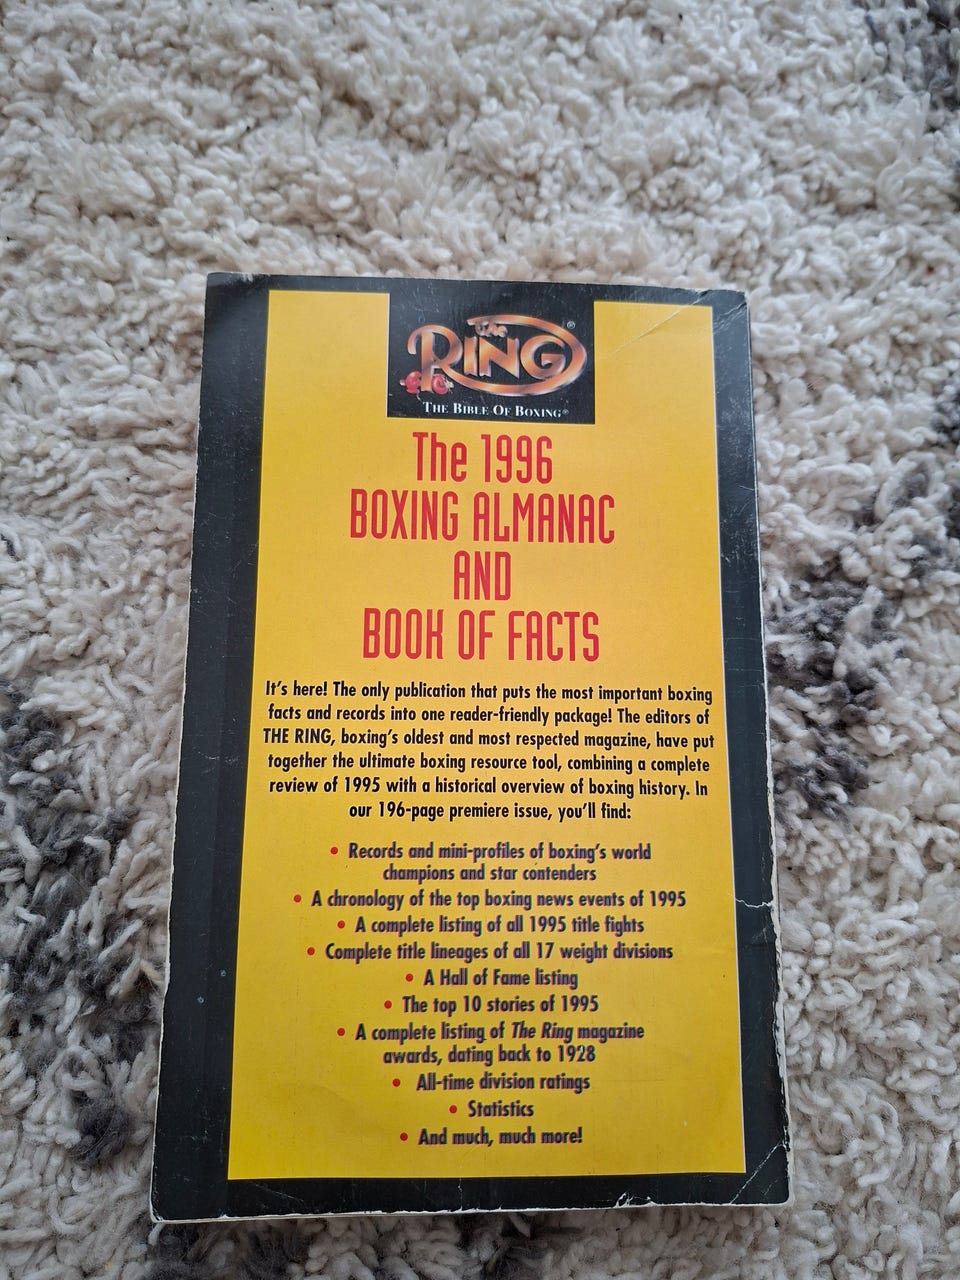 The
RING®
THE BIBLE OF BOXING®
The 1996
BOXING ALMANAC
AND
BOOK OF FACTS
It's here! The only publication that puts the most important boxing
facts and records into one reader-friendly package! The editors of
THE RING, boxing's oldest and most respected magazine, have put
together the ultimate boxing resource tool, combining a complete
review of 1995 with a historical overview of boxing history. In
our 196-page premiere issue, you'll find:
• Records and mini-profiles of boxing's world
champions and star contenders
• A chronology of the top boxing news events of 1995
• A complete listing of all 1995 title fights
• Complete title lineages of all 17 weight divisions
• A Hall of Fame listing
• The top 10 stories of 1995
• A complete listing of The Ring magazine
awards, dating back to 1928
• All-time division ratings
• Statistics
• And much, much more!